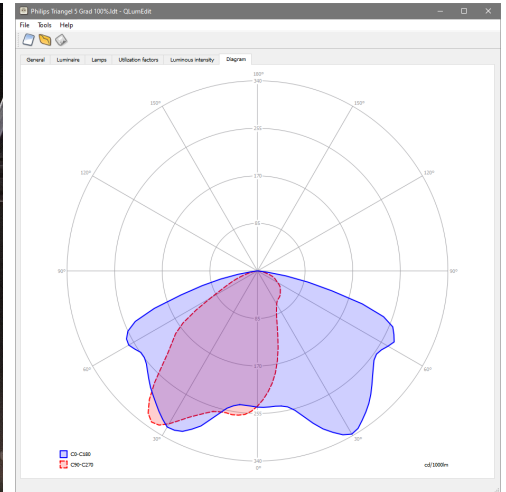 Philips Triangel 5 Grad 100%.ldt - QLumEdit
File Tools Help
General Luminaire Lamps Utilization factors Luminous intensity Diagram
180°
340
150° 150°
255
120° 120°
170
85
90° 90°
85
60° 60°
170
255
30° 30°
340
0°
C0-C180
C90-C270
cd/1000lm